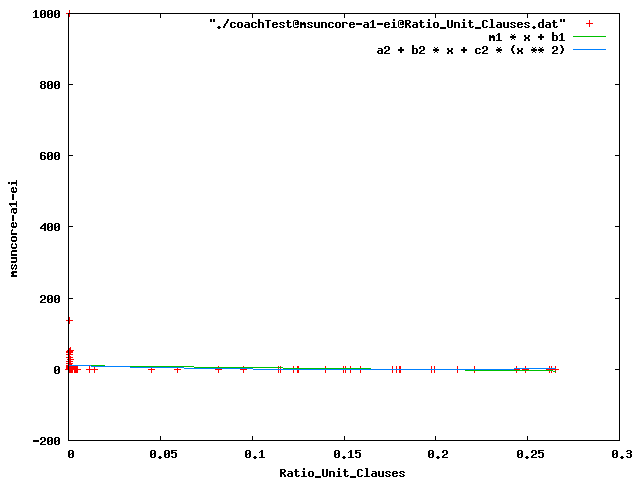 "./coachTest@msuncore-a1-ei@Ratio_Unit_Clauses.dat"
m1 * x + b1
a2 + b2 * x + c2 * (x ** 2)
1000
800
600
400
200
0
-200
msuncore-a1-ei
0 0.05 0.1 0.15 0.2 0.25 0.3
Ratio_Unit_Clauses